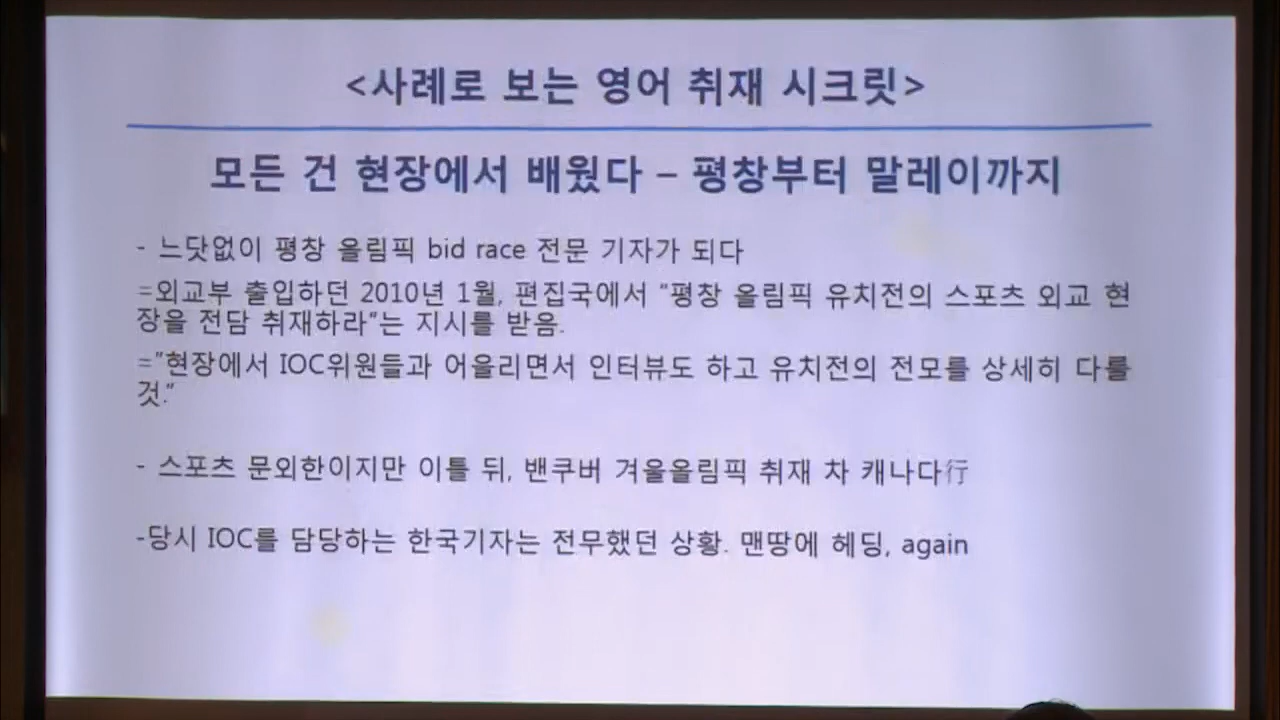 <사례로 보는 영어 취재 시크릿>
모든 건 현장에서 배웠다 – 평창부터 말레이까지
- 느닷없이 평창 올림픽 bid race 전문 기자가 되다
=외교부 출입하던 2010년 1월, 편집국에서 “평창 올림픽 유치전의 스포츠 외교 현
장을 전담 취재하라”는 지시를 받음.
=”현장에서 IOC위원들과 어울리면서 인터뷰도 하고 유치전의 전모를 상세히 다룰
것.”
- 스포츠 문외한이지만 이틀 뒤, 밴쿠버 겨울올림픽 취재 차 캐나다行
-당시 IOC를 담당하는 한국기자는 전무했던 상황. 맨땅에 헤딩, again